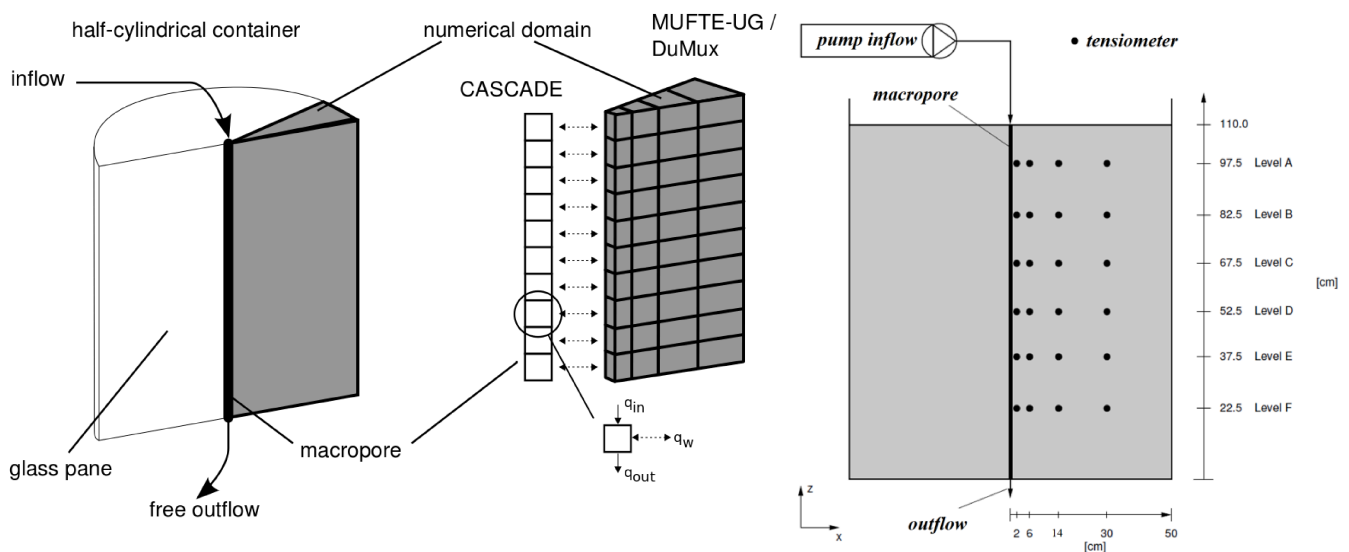 half-cylindrical container
numerical domain
MUFTE-UG /
DuMux
inflow
CASCADE
macropore
glass pane
free outflow
q_in
q_w
q_out
pump inflow
tensiometer
macropore
110.0
97.5 Level A
82.5 Level B
67.5 Level C
52.5 Level D
37.5 Level E
22.5 Level F
[cm]
z
x
outflow
2 6 14 30 50
[cm]